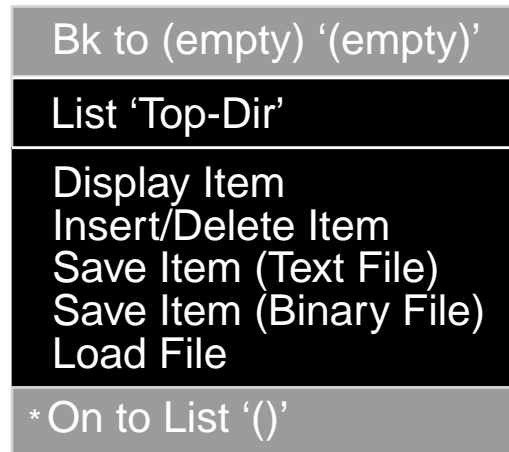 Bk to (empty) ‘(empty)’
List ‘Top-Dir’
Display Item
Insert/Delete Item
Save Item (Text File)
Save Item (Binary File)
Load File
* On to List ‘()’